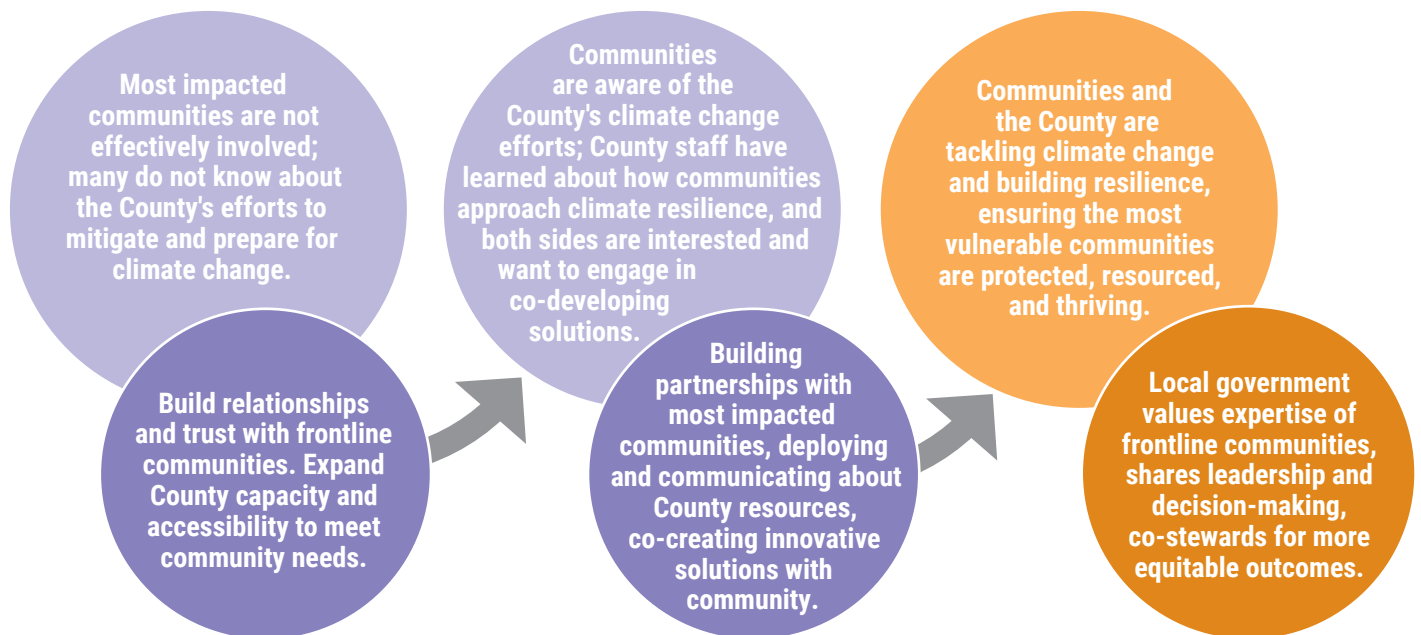 Most impacted
communities are not
effectively involved;
many do not know about
the County's efforts to
mitigate and prepare for
climate change.
Build relationships
and trust with frontline
communities. Expand
County capacity and
accessibility to meet
community needs.
Communities
are aware of the
County's climate change
efforts; County staff have
learned about how communities
approach climate resilience, and
both sides are interested and
want to engage in
co-developing
solutions.
Building
partnerships with
most impacted
communities, deploying
and communicating about
County resources,
co-creating innovative
solutions with
community.
Communities and
the County are
tackling climate change
and building resilience,
ensuring the most
vulnerable communities
are protected, resourced,
and thriving.
Local government
values expertise of
frontline communities,
shares leadership and
decision-making,
co-stewards for more
equitable outcomes.